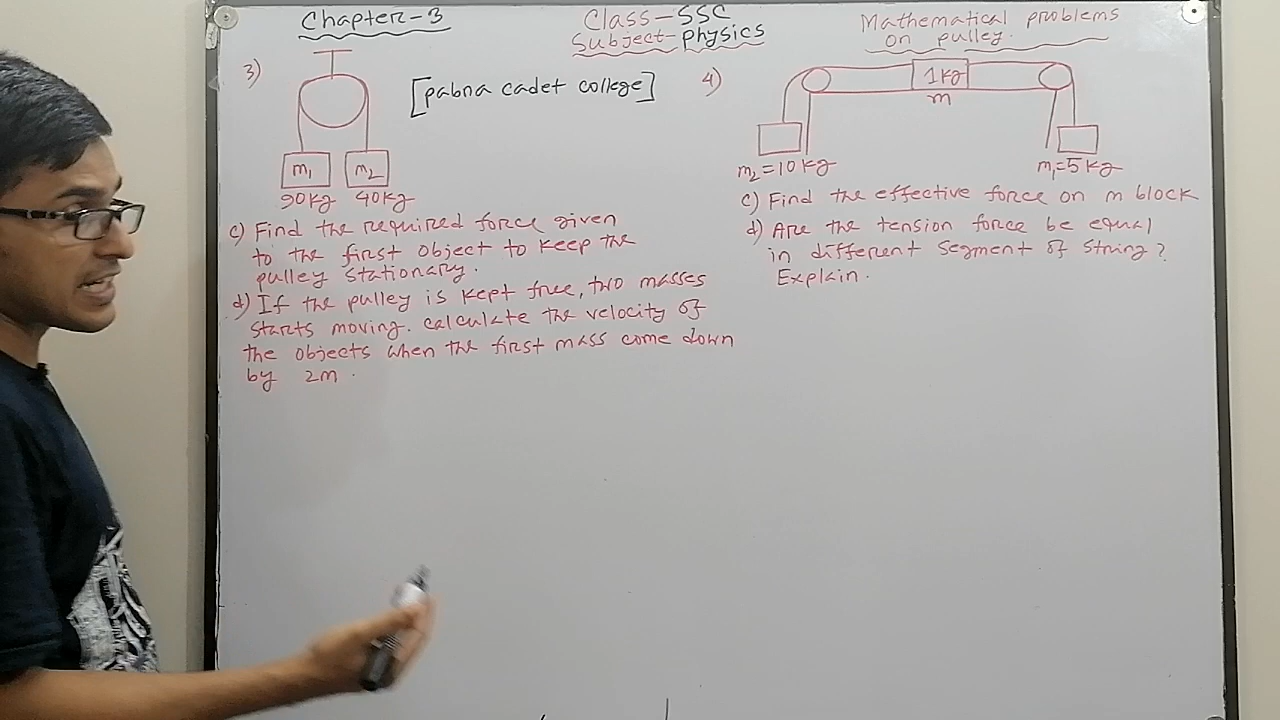 Chapter-3
Class-SSC
Subject-physics
Mathematical problems
on pulley.
3)
[pabna cadet college]
m₁
m₂
90kg 40kg
c) Find the required force given
to the first object to keep the
pulley stationary.
d) If the pulley is kept free, two masses
starts moving. calculate the velocity of
the objects when the first mass come down
by 2m.
4)
1kg
m
m₂=10kg
m₁=5kg
c) Find the effective force on m block
d) Are the tension force be equal
in different segment of string?
Explain.